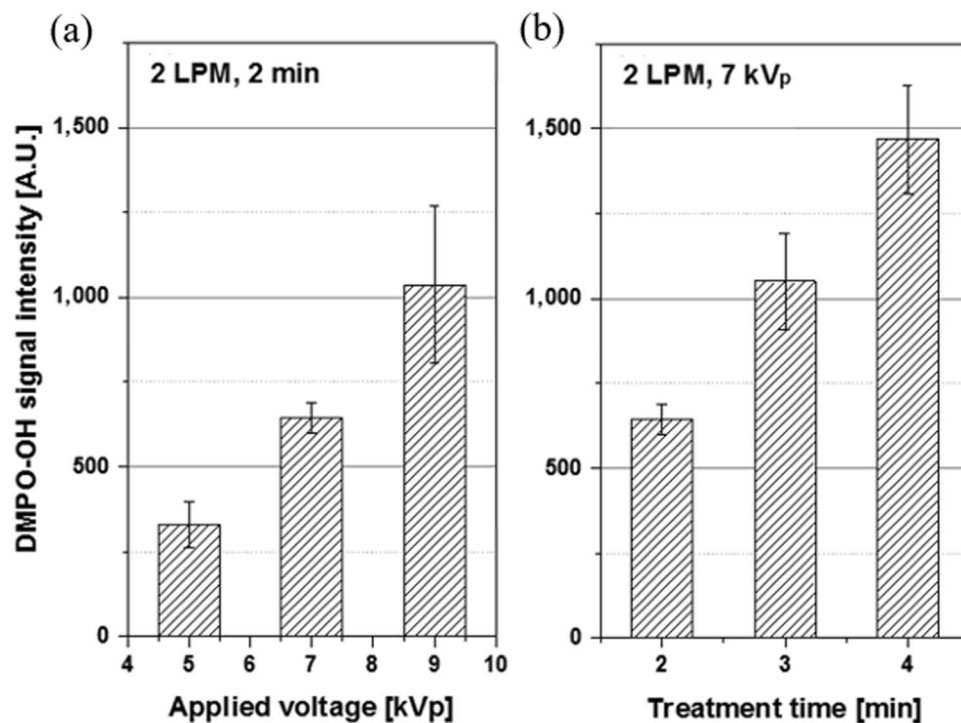 (a)
2 LPM, 2 min
DMPO-OH signal intensity [A.U.]
1,500
1,000
500
0
4 5 6 7 8 9 10
Applied voltage [kVp]
(b)
2 LPM, 7 kVp
1,500
1,000
500
0
2 3 4
Treatment time [min]